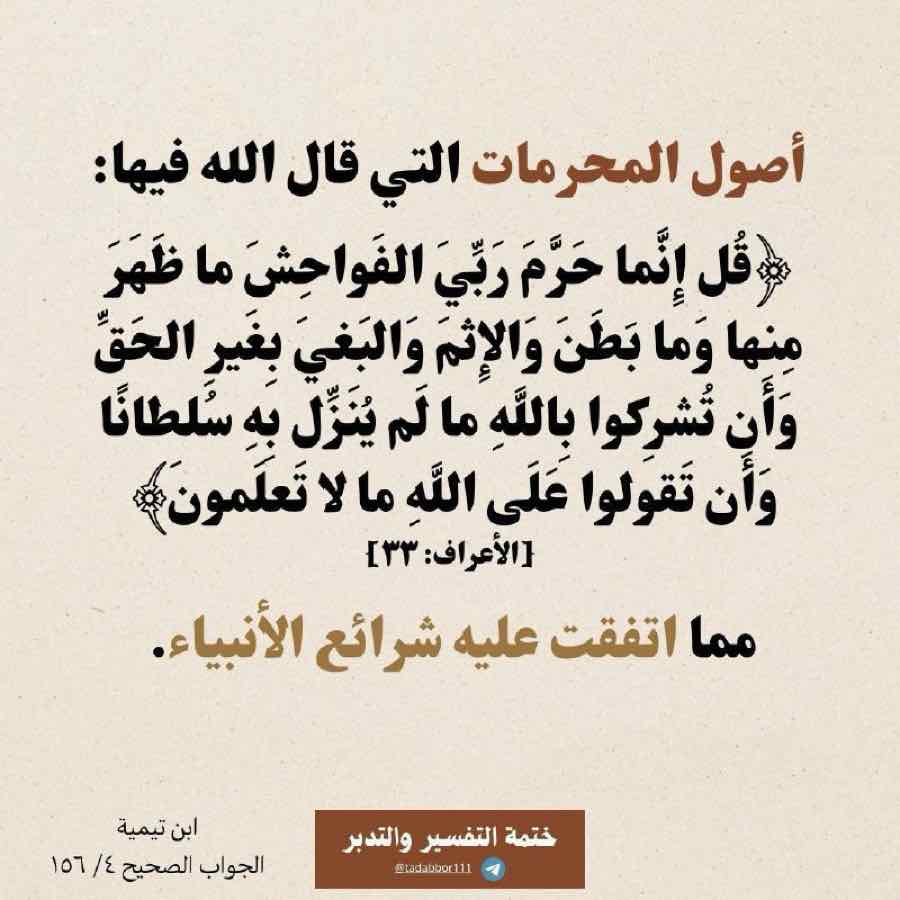 أصول المحرمات التي قال الله فيها:
﴿قُل إِنَّما حَرَّمَ رَبِّيَ الفَواحِشَ ما ظَهَرَ
مِنها وَما بَطَنَ وَالإِثمَ وَالبَغيَ بِغَيرِ الحَقِّ
وَأَن تُشرِكوا بِاللَّهِ ما لَم يُنَزِّل بِهِ سُلطانًا
وَأَن تَقولوا عَلَى اللَّهِ ما لا تَعلَمونَ﴾
[الأعراف: ٣٣]
مما اتفقت عليه شرائع الأنبياء.
ختمة التفسير والتدبر
@tadabbor111
ابن تيمية
الجواب الصحيح ٤/ ١٥٦